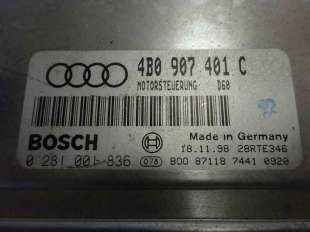 4B0 907 401 C
MOTORSTEUERUNG D60
BOSCH
Made in Germany
0 281 001 836
18.11.98 28RTE346
078 800 87118 7441 0920